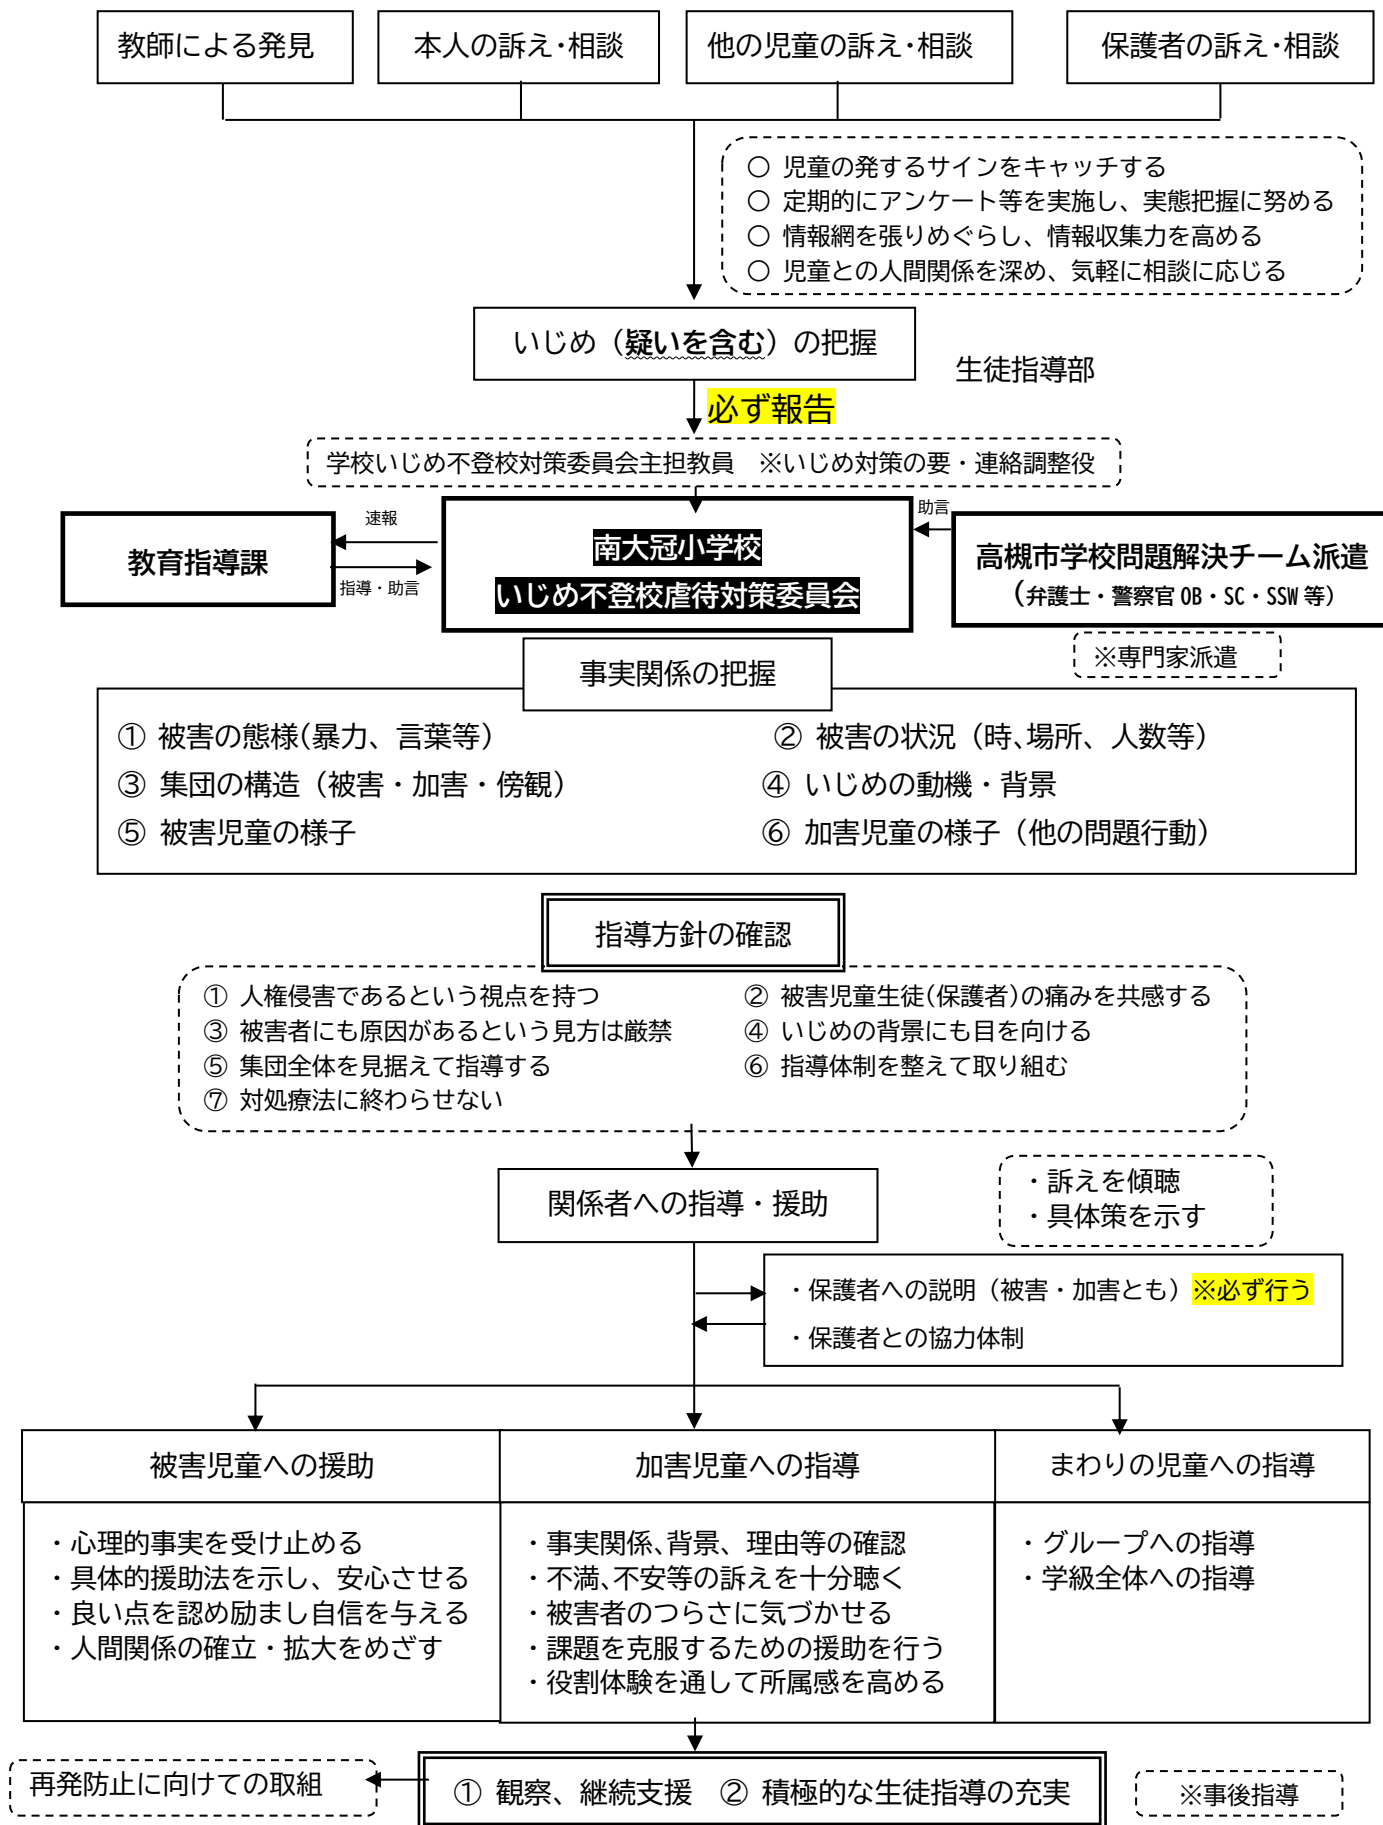 教師による発見
本人の訴え・相談
他の児童の訴え・相談
保護者の訴え・相談
○ 児童の発するサインをキャッチする
○ 定期的にアンケート等を実施し、実態把握に努める
○ 情報網を張りめぐらし、情報収集力を高める
○ 児童との人間関係を深め、気軽に相談に応じる
いじめ（疑いを含む）の把握
生徒指導部
必ず報告
学校いじめ不登校対策委員会主担教員　※いじめ対策の要・連絡調整役
教育指導課
速報
指導・助言
南大冠小学校
いじめ不登校虐待対策委員会
助言
高槻市学校問題解決チーム派遣
（弁護士・警察官 OB・SC・SSW 等）
※専門家派遣
事実関係の把握
① 被害の態様(暴力、言葉等)　② 被害の状況（時､場所、人数等）
③ 集団の構造（被害・加害・傍観）　④ いじめの動機・背景
⑤ 被害児童の様子　⑥ 加害児童の様子（他の問題行動）
指導方針の確認
① 人権侵害であるという視点を持つ　② 被害児童生徒(保護者)の痛みを共感する
③ 被害者にも原因があるという見方は厳禁　④ いじめの背景にも目を向ける
⑤ 集団全体を見据えて指導する　⑥ 指導体制を整えて取り組む
⑦ 対処療法に終わらせない
関係者への指導・援助
・訴えを傾聴
・具体策を示す
・保護者への説明（被害・加害とも）※必ず行う
・保護者との協力体制
被害児童への援助
・心理的事実を受け止める
・具体的援助法を示し、安心させる
・良い点を認め励まし自信を与える
・人間関係の確立・拡大をめざす
加害児童への指導
・事実関係､背景、理由等の確認
・不満､不安等の訴えを十分聴く
・被害者のつらさに気づかせる
・課題を克服するための援助を行う
・役割体験を通して所属感を高める
まわりの児童への指導
・グループへの指導
・学級全体への指導
再発防止に向けての取組
① 観察、継続支援　② 積極的な生徒指導の充実
※事後指導